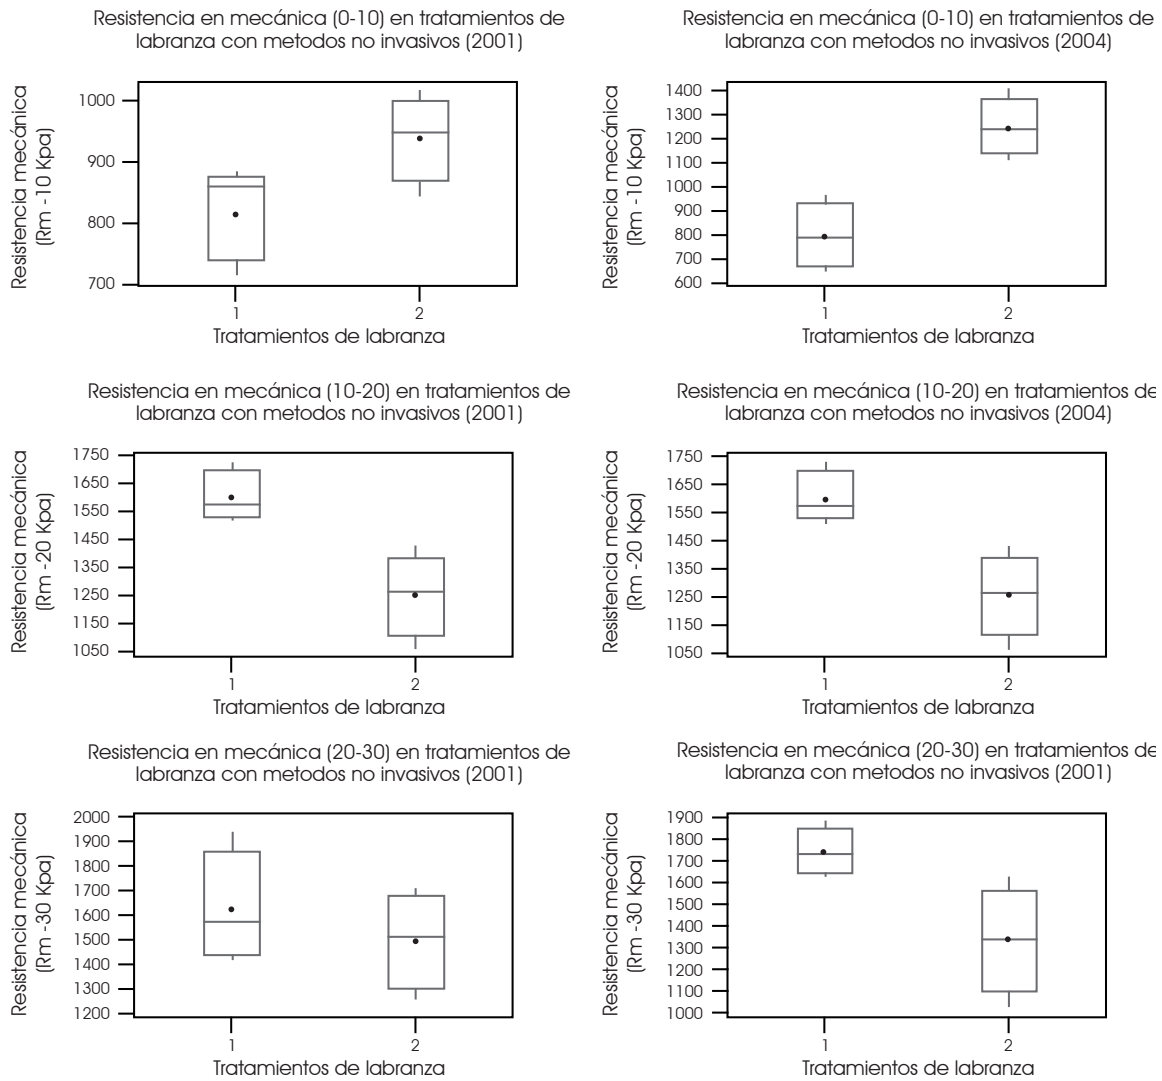 Resistencia en mecánica (0-10) en tratamientos de
labranza con metodos no invasivos (2001)
Resistencia mecánica
(Rm -10 Kpa)
1000
900
800
700
1
2
Tratamientos de labranza
Resistencia en mecánica (0-10) en tratamientos de
labranza con metodos no invasivos (2004)
Resistencia mecánica
(Rm -10 Kpa)
1400
1300
1200
1100
1000
900
800
700
600
1
2
Tratamientos de labranza
Resistencia en mecánica (10-20) en tratamientos de
labranza con metodos no invasivos (2001)
Resistencia mecánica
(Rm -20 Kpa)
1750
1650
1550
1450
1350
1250
1150
1050
1
2
Tratamientos de labranza
Resistencia en mecánica (10-20) en tratamientos de
labranza con metodos no invasivos (2004)
Resistencia mecánica
(Rm -20 Kpa)
1750
1650
1550
1450
1350
1250
1150
1050
1
2
Tratamientos de labranza
Resistencia en mecánica (20-30) en tratamientos de
labranza con metodos no invasivos (2001)
Resistencia mecánica
(Rm -30 Kpa)
2000
1900
1800
1700
1600
1500
1400
1300
1200
1
2
Tratamientos de labranza
Resistencia en mecánica (20-30) en tratamientos de
labranza con metodos no invasivos (2001)
Resistencia mecánica
(Rm -30 Kpa)
1900
1800
1700
1600
1500
1400
1300
1200
1100
1000
1
2
Tratamientos de labranza